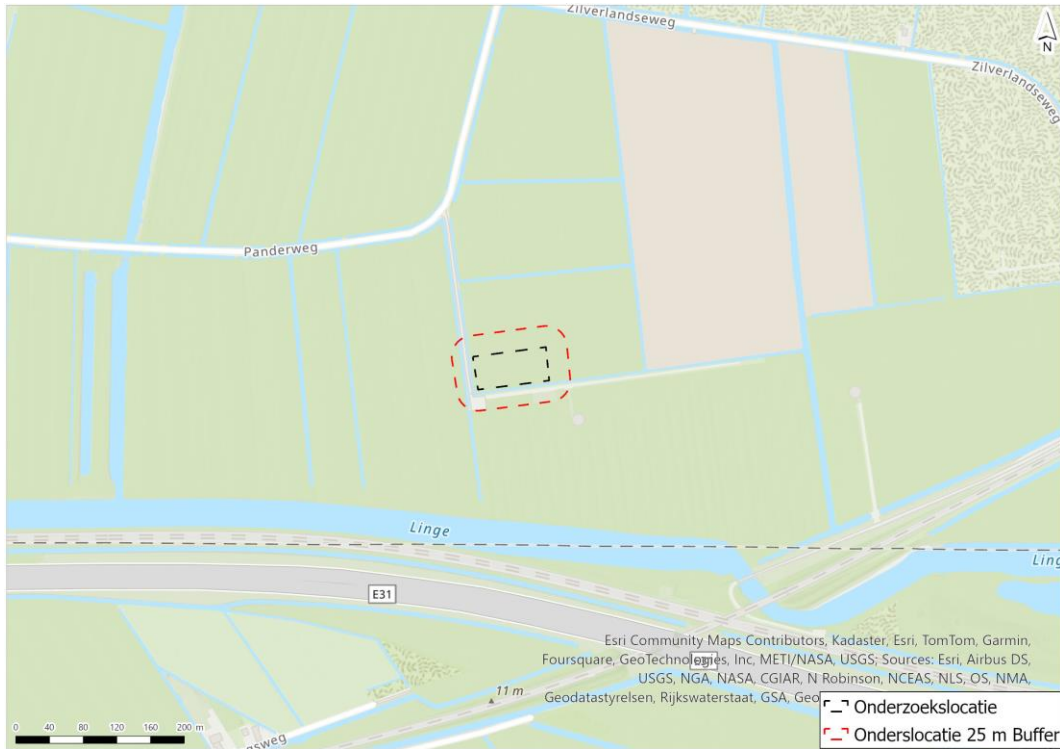 Zilverlandseweg
N
Zilverlandseweg
Panderweg
Linge
Ling
E31
Esri Community Maps Contributors, Kadaster, Esri, TomTom, Garmin,
Foursquare, GeoTechnologies, Inc, METI/NASA, USGS; Sources: Esri, Airbus DS,
USGS, NGA, NASA, CGIAR, N Robinson, NCEAS, NLS, OS, NMA,
Geodatastyrelsen, Rijkswaterstaat, GSA, Geo
11 m
Onderzoekslocatie
Onderslocatie 25 m Buffer
0 40 80 120 160 200 m
gsweg